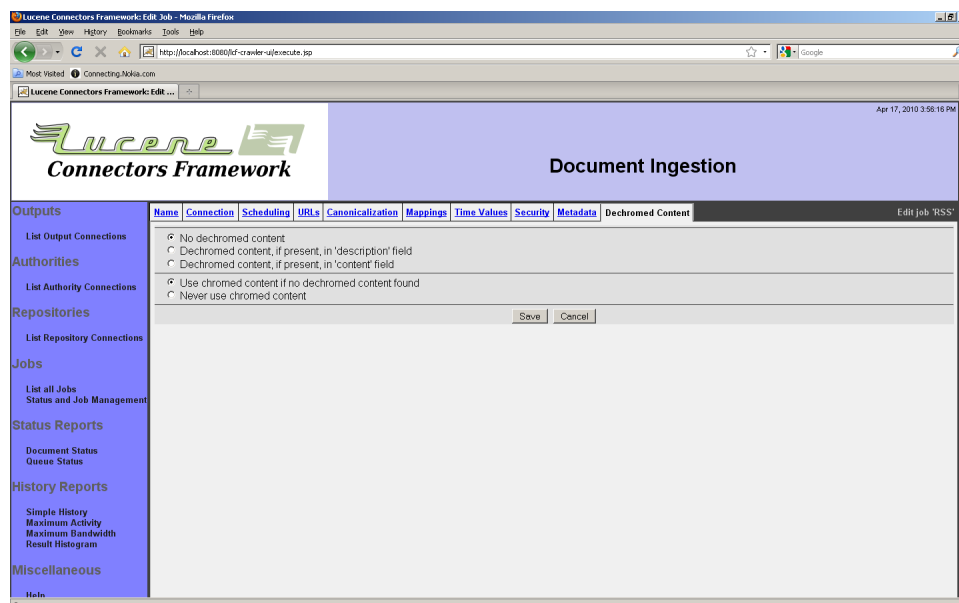 Lucene Connectors Framework: Edit Job - Mozilla Firefox
File Edit View History Bookmarks Tools Help
http://localhost:8080/lcf-crawler-ui/execute.jsp
Google
Most Visited Connecting.Nokia.com
Lucene Connectors Framework: Edit ...
Apr 17, 2010 3:56:16 PM
Lucene
Connectors Framework
Document Ingestion
Outputs
List Output Connections
Authorities
List Authority Connections
Repositories
List Repository Connections
Jobs
List all Jobs
Status and Job Management
Status Reports
Document Status
Queue Status
History Reports
Simple History
Maximum Activity
Maximum Bandwidth
Result Histogram
Miscellaneous
Help
Name Connection Scheduling URLs Canonicalization Mappings Time Values Security Metadata Dechromed Content
Edit job 'RSS'
No dechromed content
Dechromed content, if present, in 'description' field
Dechromed content, if present, in 'content' field
Use chromed content if no dechromed content found
Never use chromed content
Save Cancel